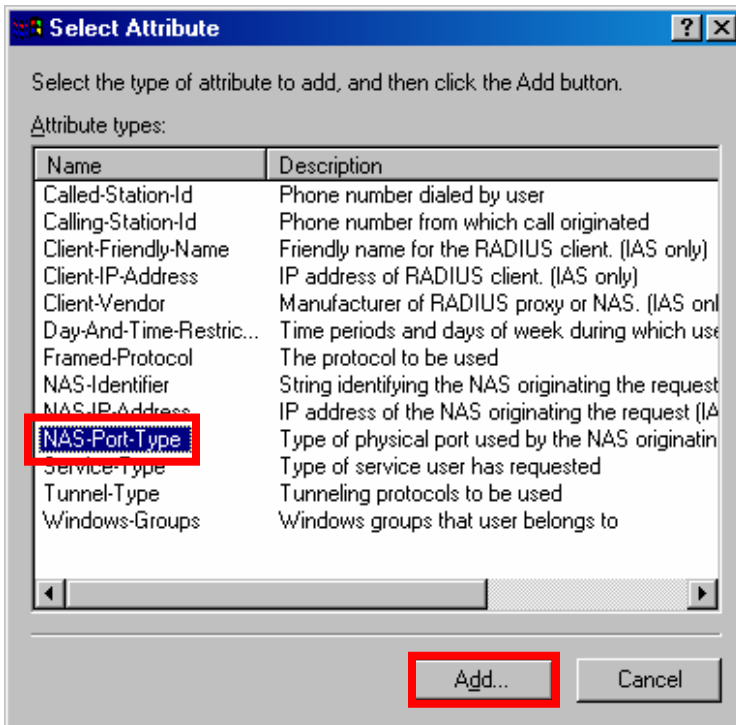 Select Attribute
Select the type of attribute to add, and then click the Add button.
Attribute types:
Name Description
Called-Station-Id Phone number dialed by user
Calling-Station-Id Phone number from which call originated
Client-Friendly-Name Friendly name for the RADIUS client. (IAS only)
Client-IP-Address IP address of RADIUS client. (IAS only)
Client-Vendor Manufacturer of RADIUS proxy or NAS. (IAS onl
Day-And-Time-Restric... Time periods and days of week during which use
Framed-Protocol The protocol to be used
NAS-Identifier String identifying the NAS originating the request
NAS-IP-Address IP address of the NAS originating the request (IA
NAS-Port-Type Type of physical port used by the NAS originatin
Service-Type Type of service user has requested
Tunnel-Type Tunneling protocols to be used
Windows-Groups Windows groups that user belongs to
Add... Cancel